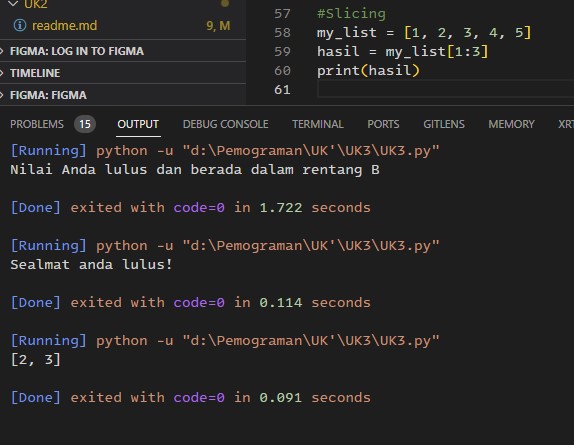 UK2
readme.md 9, M
FIGMA: LOG IN TO FIGMA
TIMELINE
FIGMA: FIGMA
57 #Slicing
58 my_list = [1, 2, 3, 4, 5]
59 hasil = my_list[1:3]
60 print(hasil)
61
PROBLEMS 15 OUTPUT DEBUG CONSOLE TERMINAL PORTS GITLENS MEMORY XRT
[Running] python -u "d:\Pemograman\UK'\UK3\UK3.py"
Nilai Anda lulus dan berada dalam rentang B
[Done] exited with code=0 in 1.722 seconds
[Running] python -u "d:\Pemograman\UK'\UK3\UK3.py"
Sealmat anda lulus!
[Done] exited with code=0 in 0.114 seconds
[Running] python -u "d:\Pemograman\UK'\UK3\UK3.py"
[2, 3]
[Done] exited with code=0 in 0.091 seconds